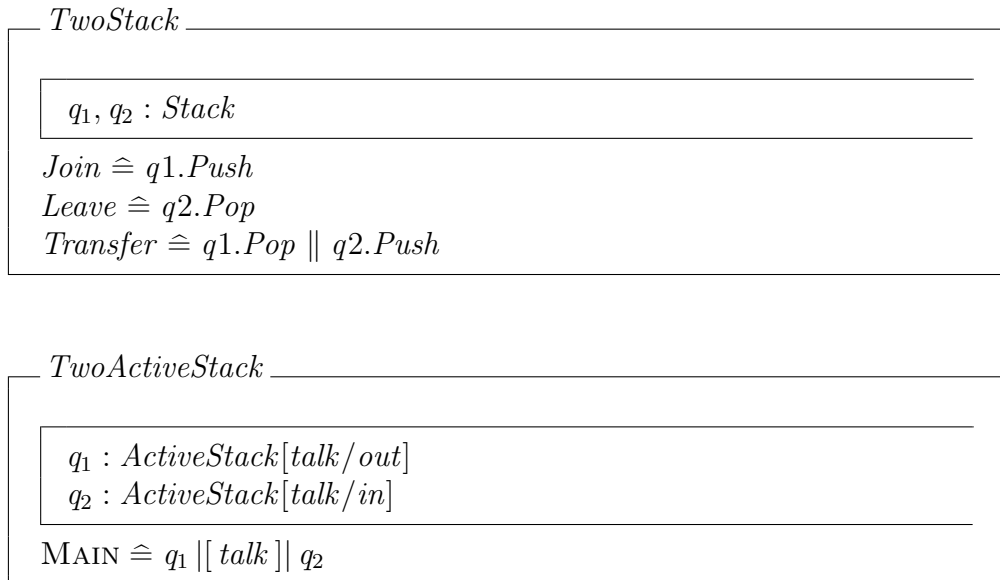 TwoStack
q₁, q₂ : Stack
Join ≙ q1.Push
Leave ≙ q2.Pop
Transfer ≙ q1.Pop ∥ q2.Push
TwoActiveStack
q₁ : ActiveStack[talk/out]
q₂ : ActiveStack[talk/in]
MAIN ≙ q₁ |[ talk ]| q₂